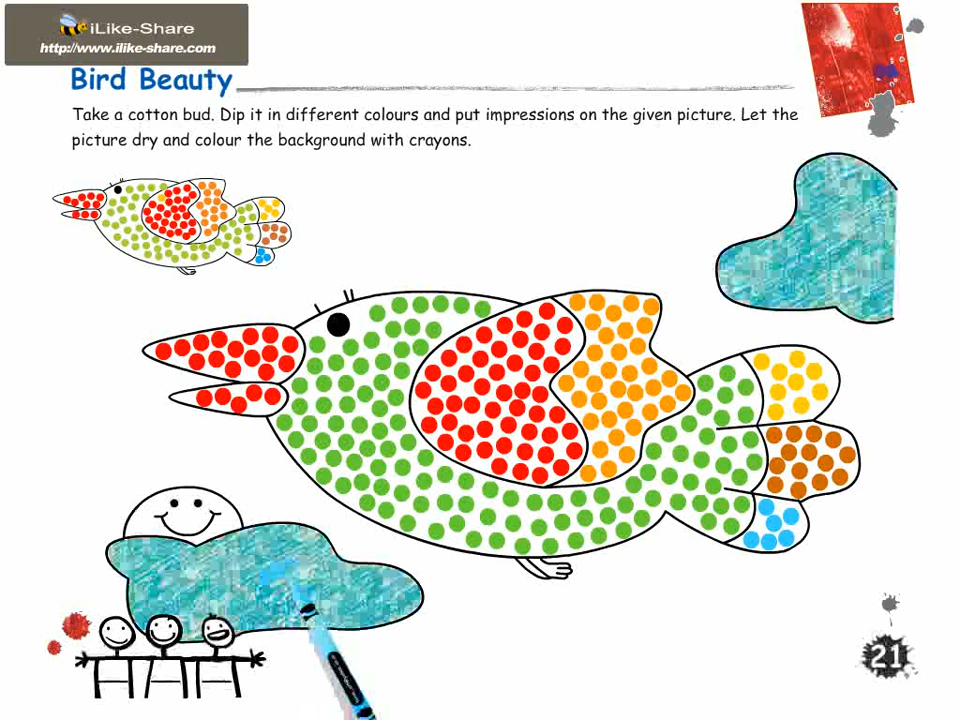 iLike-Share
http://www.ilike-share.com
Bird Beauty
Take a cotton bud. Dip it in different colours and put impressions on the given picture. Let the
picture dry and colour the background with crayons.
21